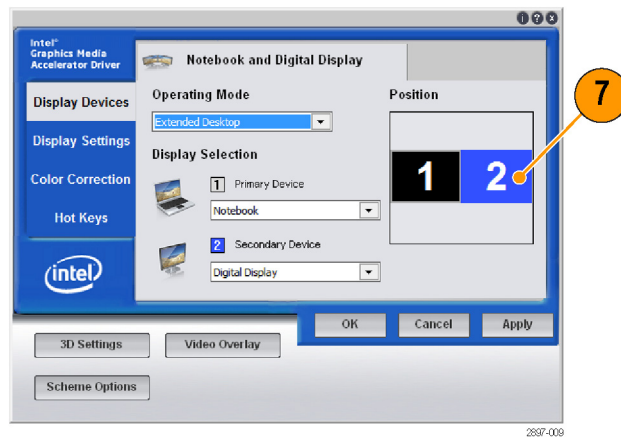 Intel®
Graphics Media
Accelerator Driver
Notebook and Digital Display
Display Devices
Display Settings
Color Correction
Hot Keys
intel
Operating Mode
Extended Desktop
Display Selection
1 Primary Device
Notebook
2 Secondary Device
Digital Display
Position
1 2
7
OK Cancel Apply
3D Settings Video Overlay
Scheme Options
2897-009